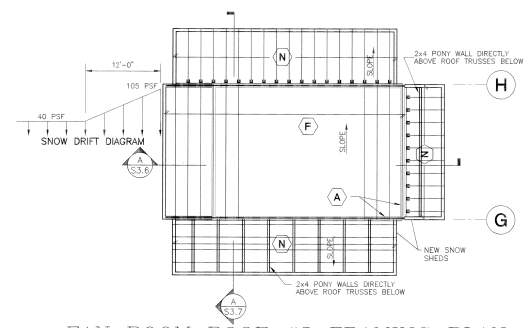 12'-0"
105 PSF
40 PSF
SNOW DRIFT DIAGRAM
A
S3.6
N
SLOPE
2x4 PONY WALL DIRECTLY
ABOVE ROOF TRUSSES BELOW
H
F
SLOPE
N
A
G
N
SLOPE
NEW SNOW
SHEDS
2x4 PONY WALLS DIRECTLY
ABOVE ROOF TRUSSES BELOW
A
S3.7